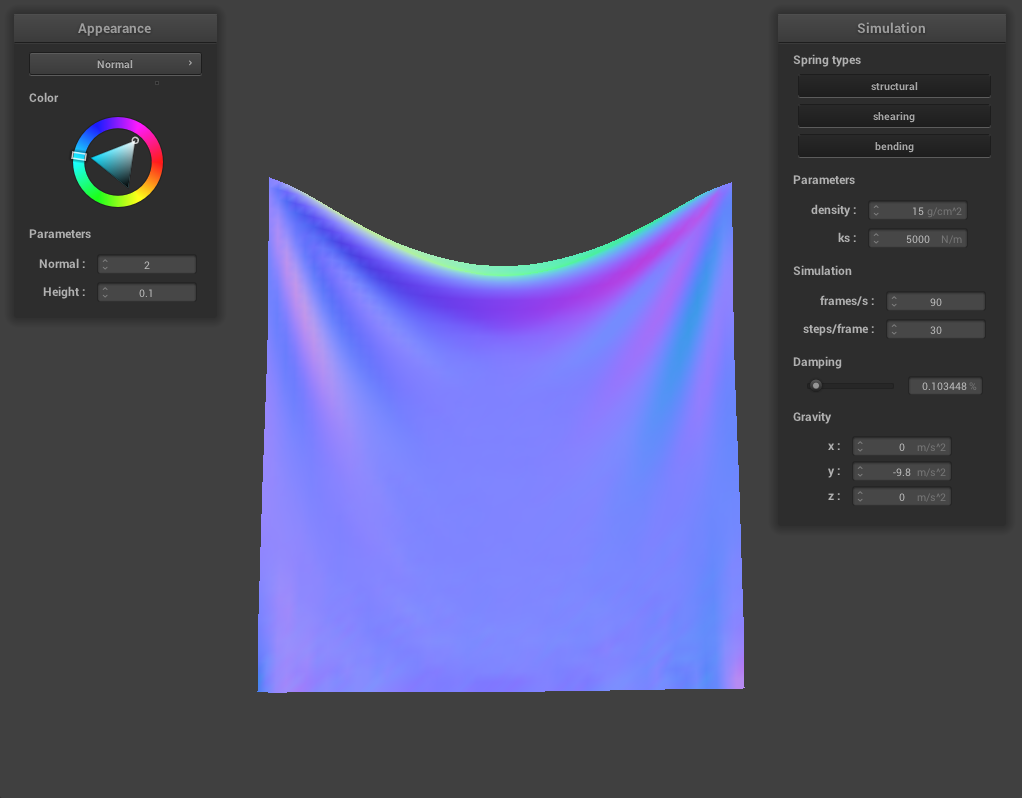 Appearance
Normal
Color
Parameters
Normal : 2
Height : 0.1
Simulation
Spring types
structural
shearing
bending
Parameters
density : 15 g/cm^2
ks : 5000 N/m
Simulation
frames/s : 90
steps/frame : 30
Damping
0.103448 %
Gravity
x : 0 m/s^2
y : -9.8 m/s^2
z : 0 m/s^2